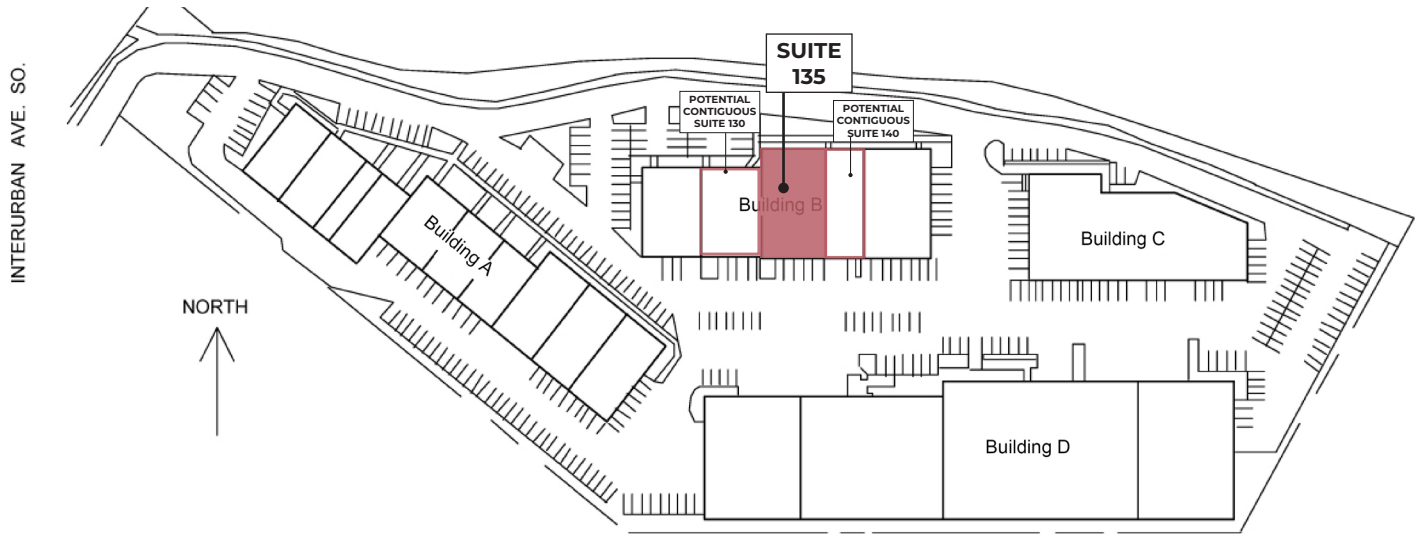 INTERURBAN AVE. SO.
SUITE
135
POTENTIAL
CONTIGUOUS
SUITE 130
POTENTIAL
CONTIGUOUS
SUITE 140
Building B
Building A
Building C
NORTH
Building D